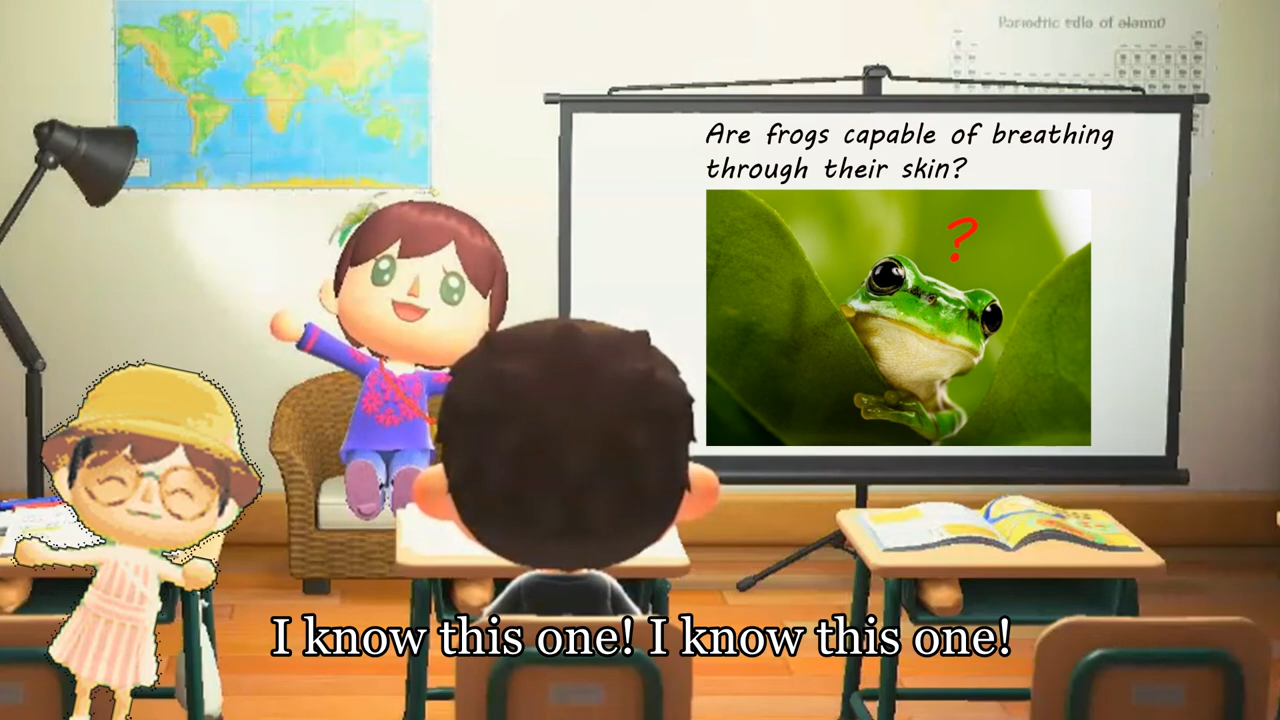 Are frogs capable of breathing
through their skin?
?
I know this one! I know this one!